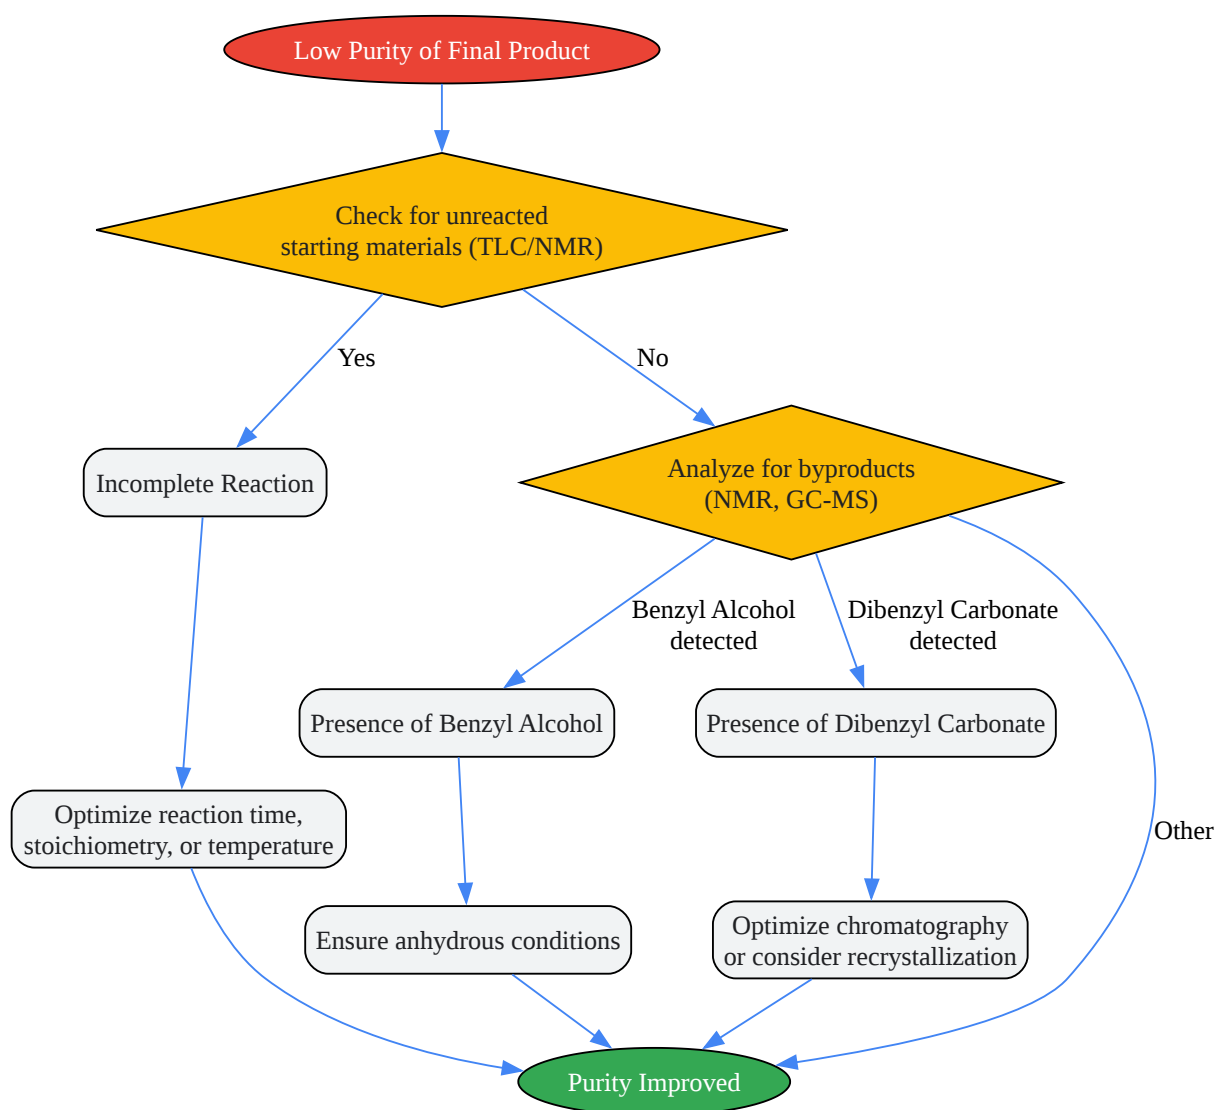 Low Purity of Final Product
Check for unreacted
starting materials (TLC/NMR)
Yes
No
Incomplete Reaction
Analyze for byproducts
(NMR, GC-MS)
Benzyl Alcohol
detected
Dibenzyl Carbonate
detected
Presence of Benzyl Alcohol
Presence of Dibenzyl Carbonate
Optimize reaction time,
stoichiometry, or temperature
Other
Ensure anhydrous conditions
Optimize chromatography
or consider recrystallization
Purity Improved